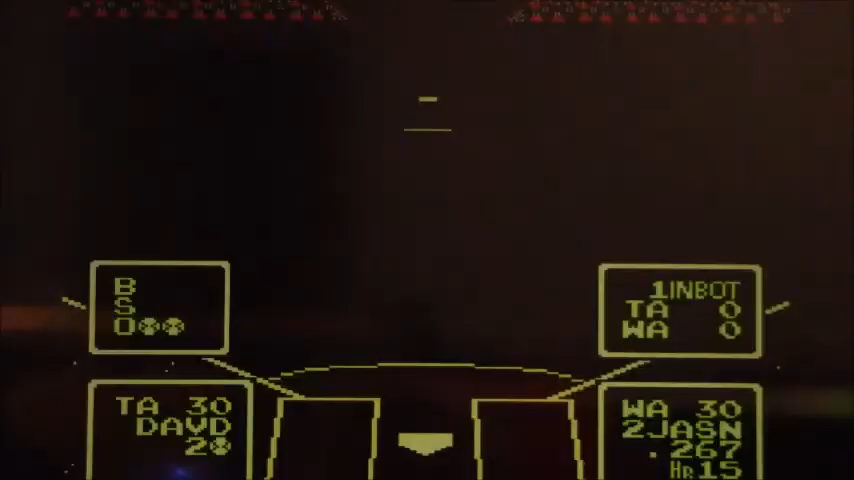 B
S
O
1INBOT
TA 0
WA 0
TA 30
DAVD
2
WA 30
2JASN
.267
HR15